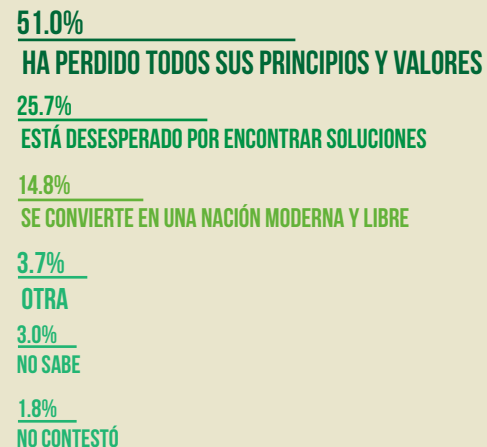 51.0%
HA PERDIDO TODOS SUS PRINCIPIOS Y VALORES
25.7%
ESTÁ DESESPERADO POR ENCONTRAR SOLUCIONES
14.8%
SE CONVIERTE EN UNA NACIÓN MODERNA Y LIBRE
3.7%
OTRA
3.0%
NO SABE
1.8%
NO CONTESTÓ